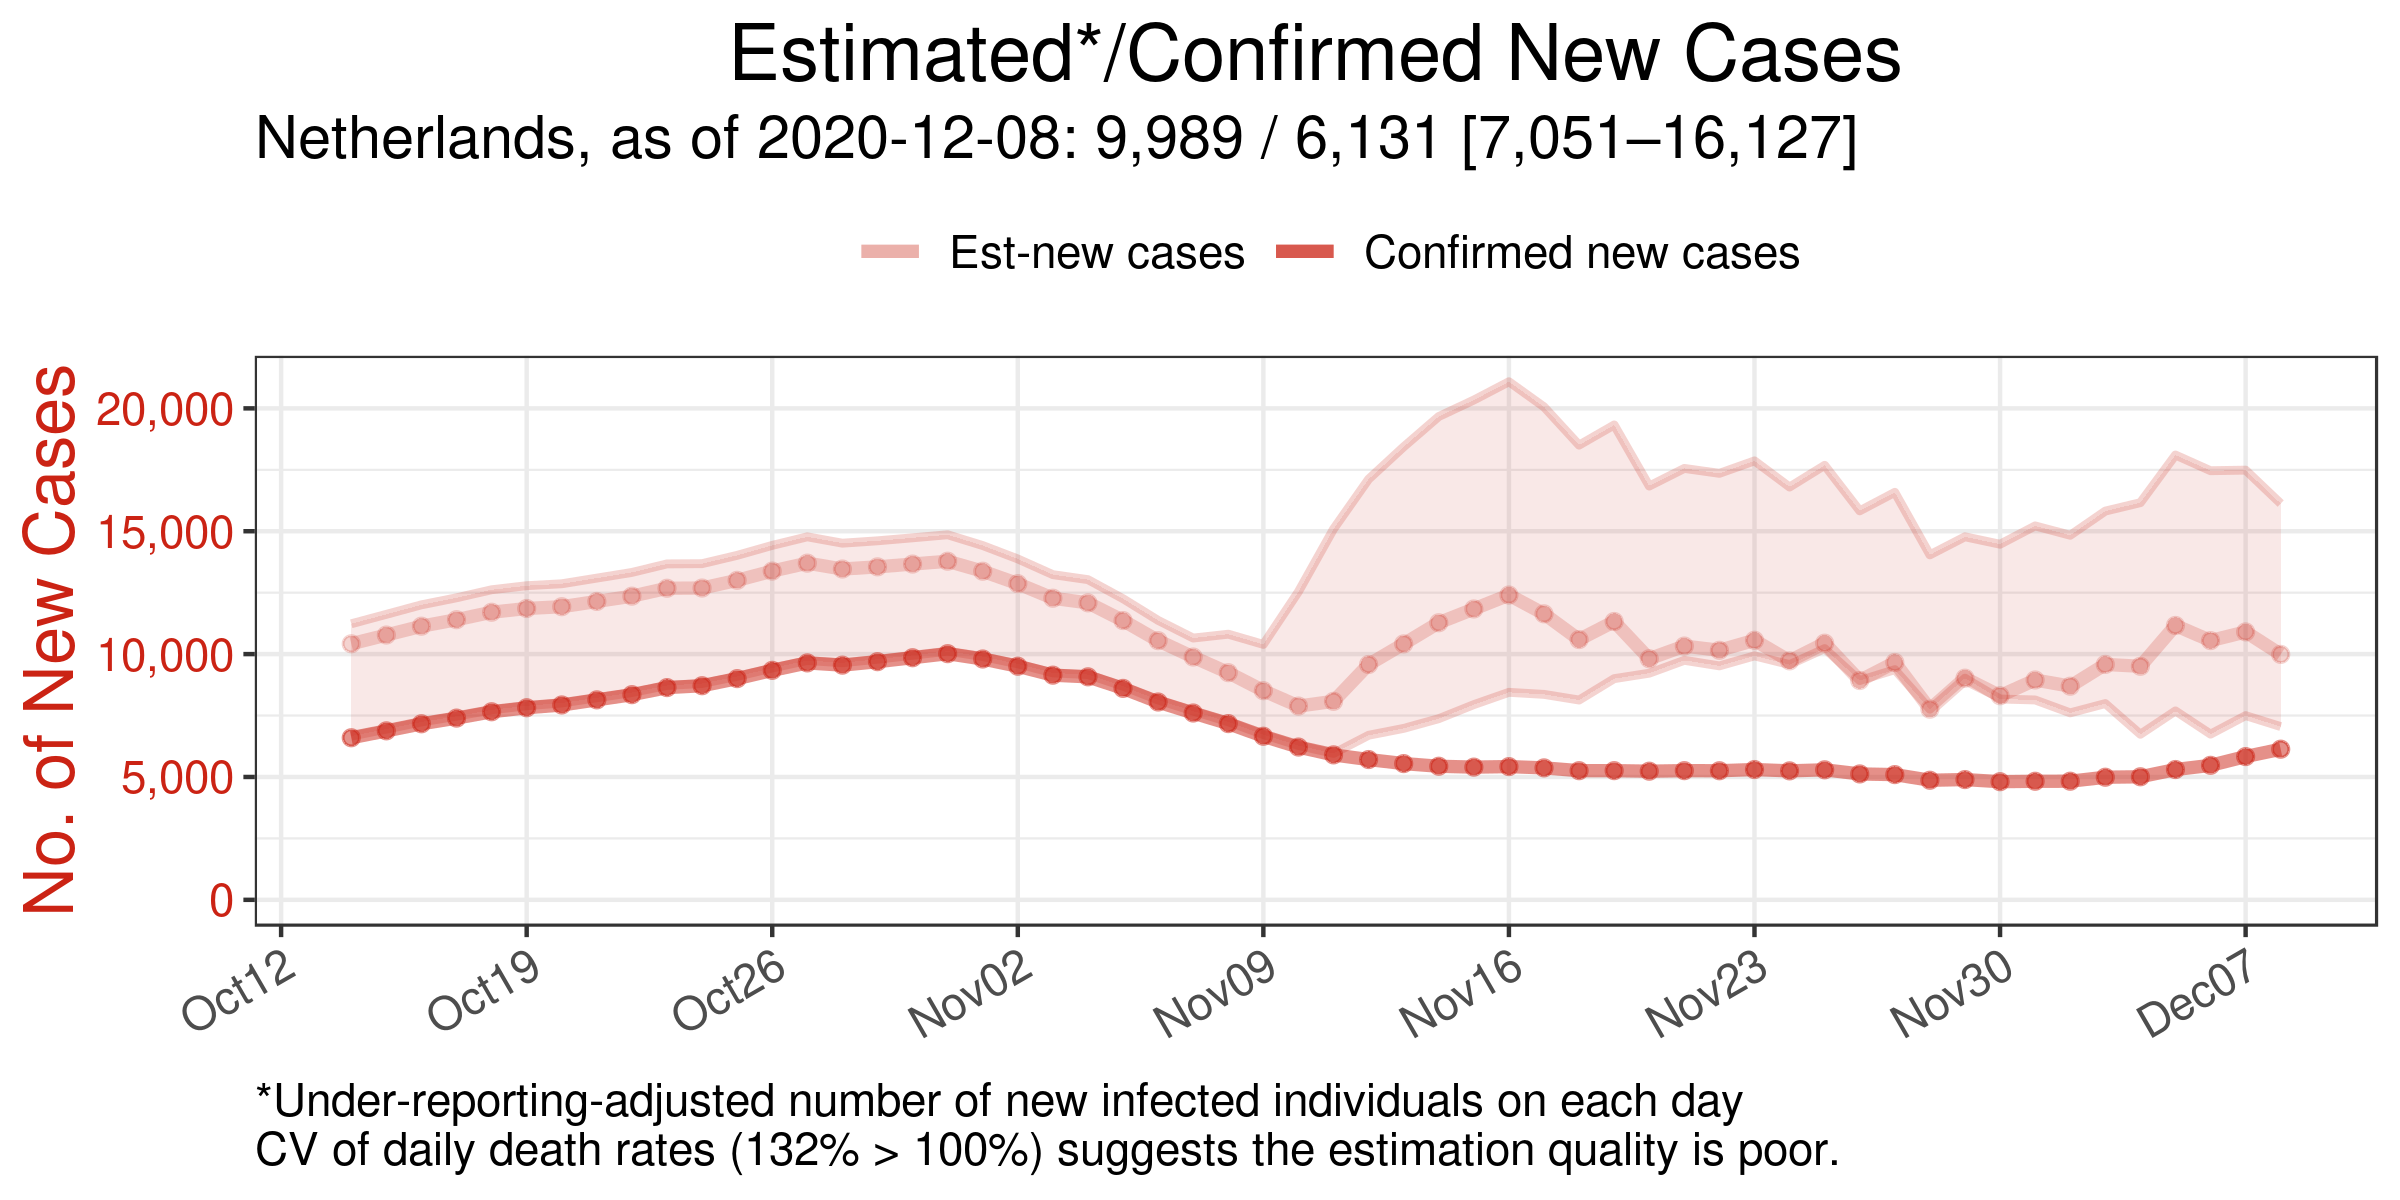 Estimated*/Confirmed New Cases
Netherlands, as of 2020-12-08: 9,989 / 6,131 [7,051–16,127]
Est-new cases
Confirmed new cases
No. of New Cases
20,000
15,000
10,000
5,000
0
Oct12
Oct19
Oct26
Nov02
Nov09
Nov16
Nov23
Nov30
Dec07
*Under-reporting-adjusted number of new infected individuals on each day
CV of daily death rates (132% > 100%) suggests the estimation quality is poor.